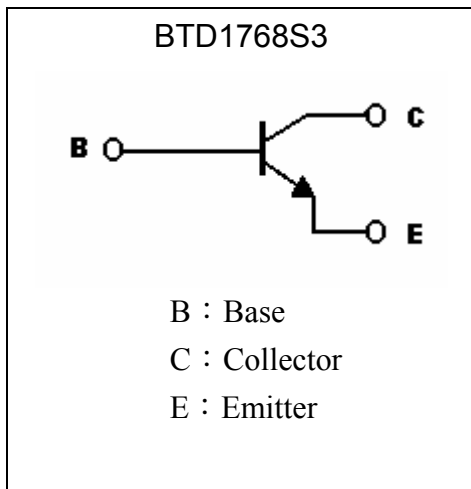 BTD1768S3
C
B
E
B：Base
C：Collector
E：Emitter